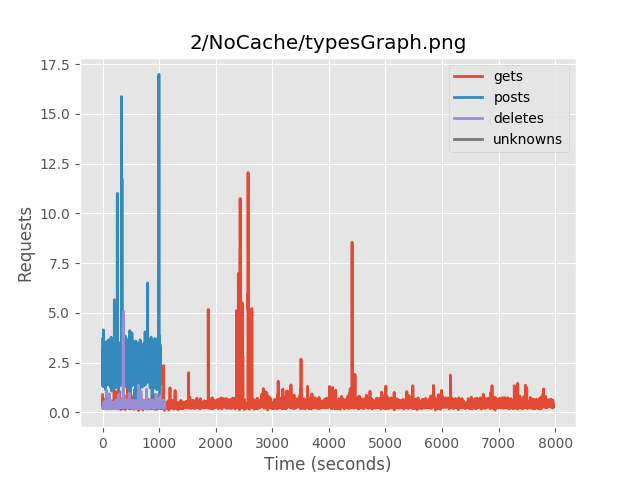 2/NoCache/typesGraph.png
17.5
15.0
12.5
10.0
7.5
5.0
2.5
0.0
Requests
gets
posts
deletes
unknowns
0 1000 2000 3000 4000 5000 6000 7000 8000
Time (seconds)